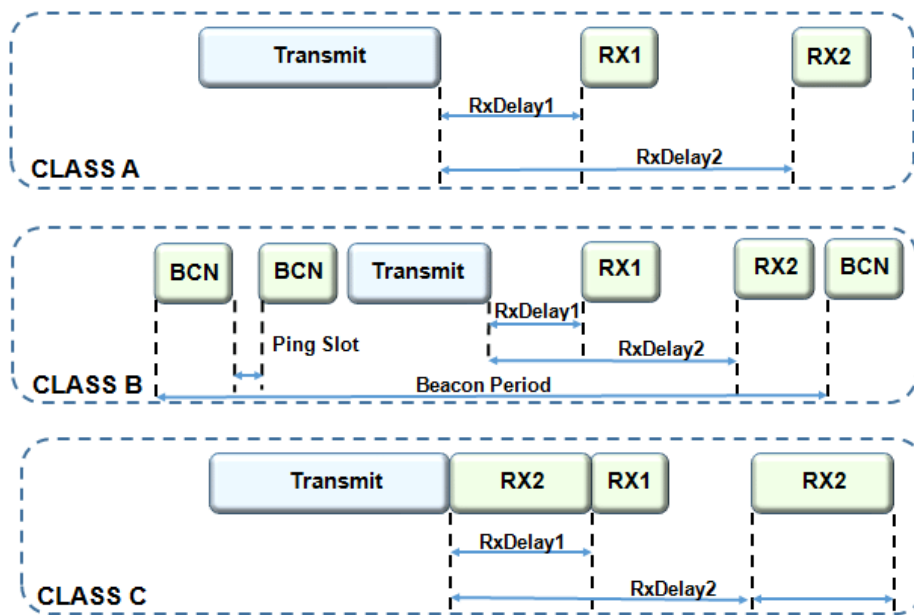 Transmit RX1 RX2
RxDelay1
RxDelay2
CLASS A
BCN BCN Transmit RX1 RX2 BCN
RxDelay1
Ping Slot
RxDelay2
CLASS B
Beacon Period
Transmit RX2 RX1 RX2
RxDelay1
RxDelay2
CLASS C